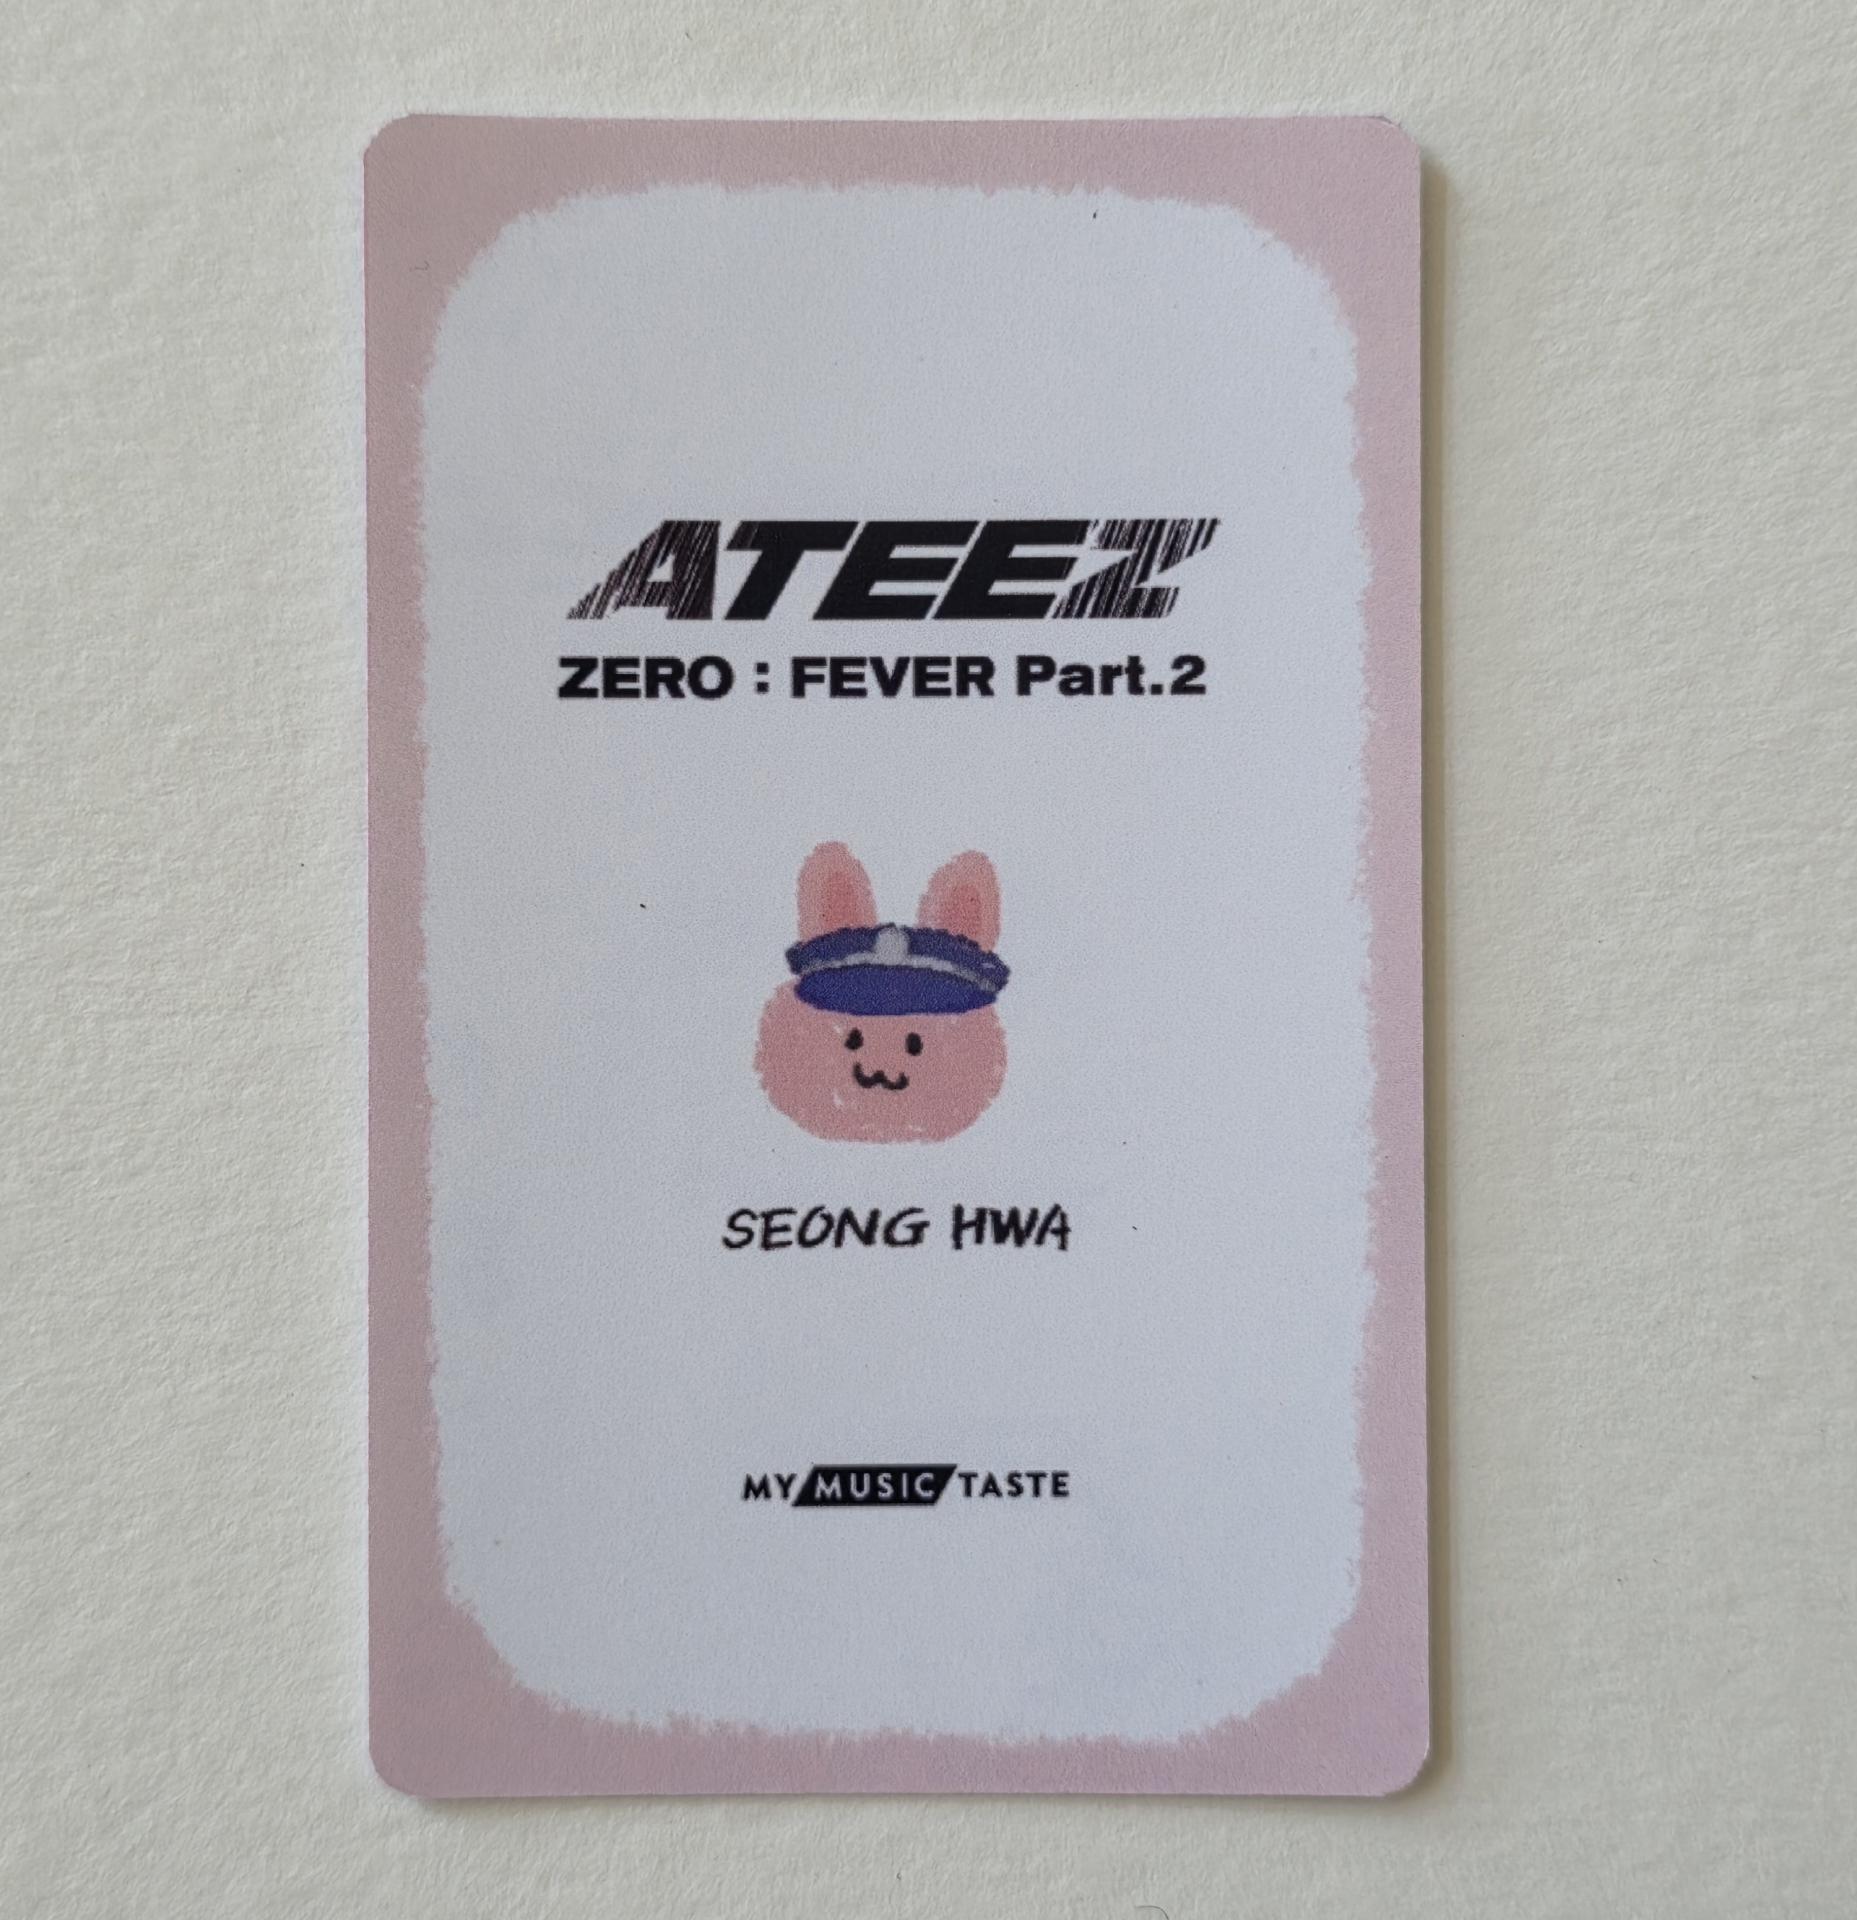 ATEEZ
ZERO : FEVER Part.2
SEONG HWA
MY MUSIC TASTE